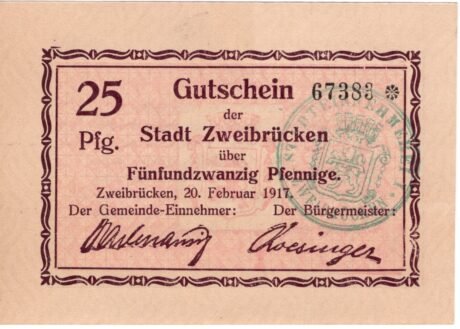 25 Pfg.
Gutschein 67383
der
Stadt Zweibrücken
über
Fünfundzwanzig Pfennige.
Zweibrücken, 20. Februar 1917.
Der Gemeinde-Einnehmer: Der Bürgermeister:
Roesinger